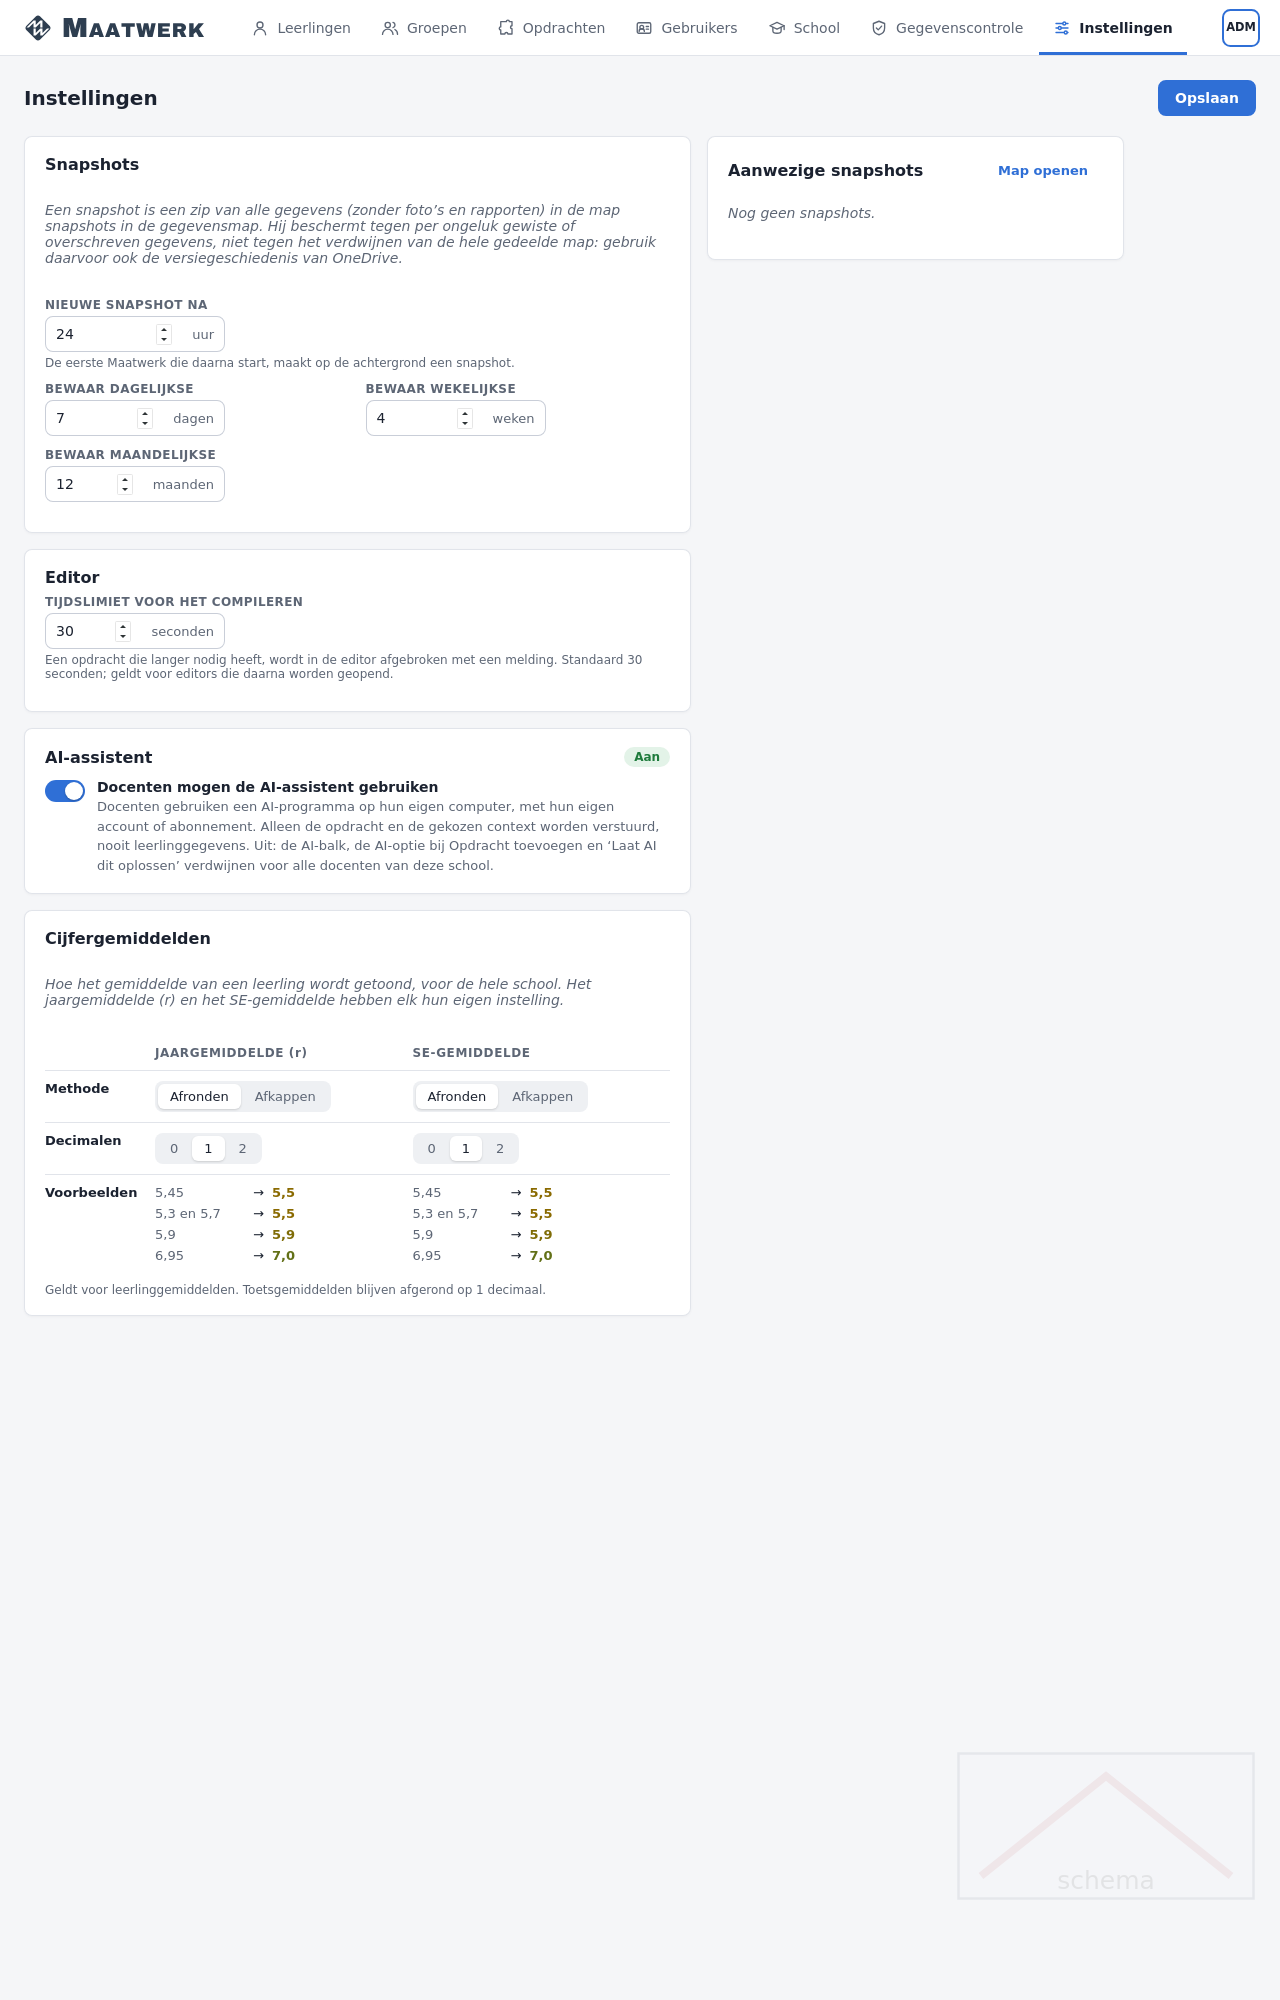 MAATWERK
Leerlingen
Groepen
Opdrachten
Gebruikers
School
Gegevenscontrole
Instellingen
ADM
Instellingen
Opslaan
Snapshots
Een snapshot is een zip van alle gegevens (zonder foto’s en rapporten) in de map
snapshots in de gegevensmap. Hij beschermt tegen per ongeluk gewiste of
overschreven gegevens, niet tegen het verdwijnen van de hele gedeelde map: gebruik
daarvoor ook de versiegeschiedenis van OneDrive.
NIEUWE SNAPSHOT NA
24 uur
De eerste Maatwerk die daarna start, maakt op de achtergrond een snapshot.
BEWAAR DAGELIJKSE
7 dagen
BEWAAR WEKELIJKSE
4 weken
BEWAAR MAANDELIJKSE
12 maanden
Aanwezige snapshots
Map openen
Nog geen snapshots.
Editor
TIJDSLIMIET VOOR HET COMPILEREN
30 seconden
Een opdracht die langer nodig heeft, wordt in de editor afgebroken met een melding. Standaard 30
seconden; geldt voor editors die daarna worden geopend.
AI-assistent
Aan
Docenten mogen de AI-assistent gebruiken
Docenten gebruiken een AI-programma op hun eigen computer, met hun eigen
account of abonnement. Alleen de opdracht en de gekozen context worden verstuurd,
nooit leerlinggegevens. Uit: de AI-balk, de AI-optie bij Opdracht toevoegen en ‘Laat AI
dit oplossen’ verdwijnen voor alle docenten van deze school.
Cijfergemiddelden
Hoe het gemiddelde van een leerling wordt getoond, voor de hele school. Het
jaargemiddelde (r) en het SE-gemiddelde hebben elk hun eigen instelling.
JAARGEMIDDELDE (r) SE-GEMIDDELDE
Methode Afronden Afkappen Afronden Afkappen
Decimalen 0 1 2 0 1 2
Voorbeelden 5,45 → 5,5 5,45 → 5,5
5,3 en 5,7 → 5,5 5,3 en 5,7 → 5,5
5,9 → 5,9 5,9 → 5,9
6,95 → 7,0 6,95 → 7,0
Geldt voor leerlinggemiddelden. Toetsgemiddelden blijven afgerond op 1 decimaal.
schema